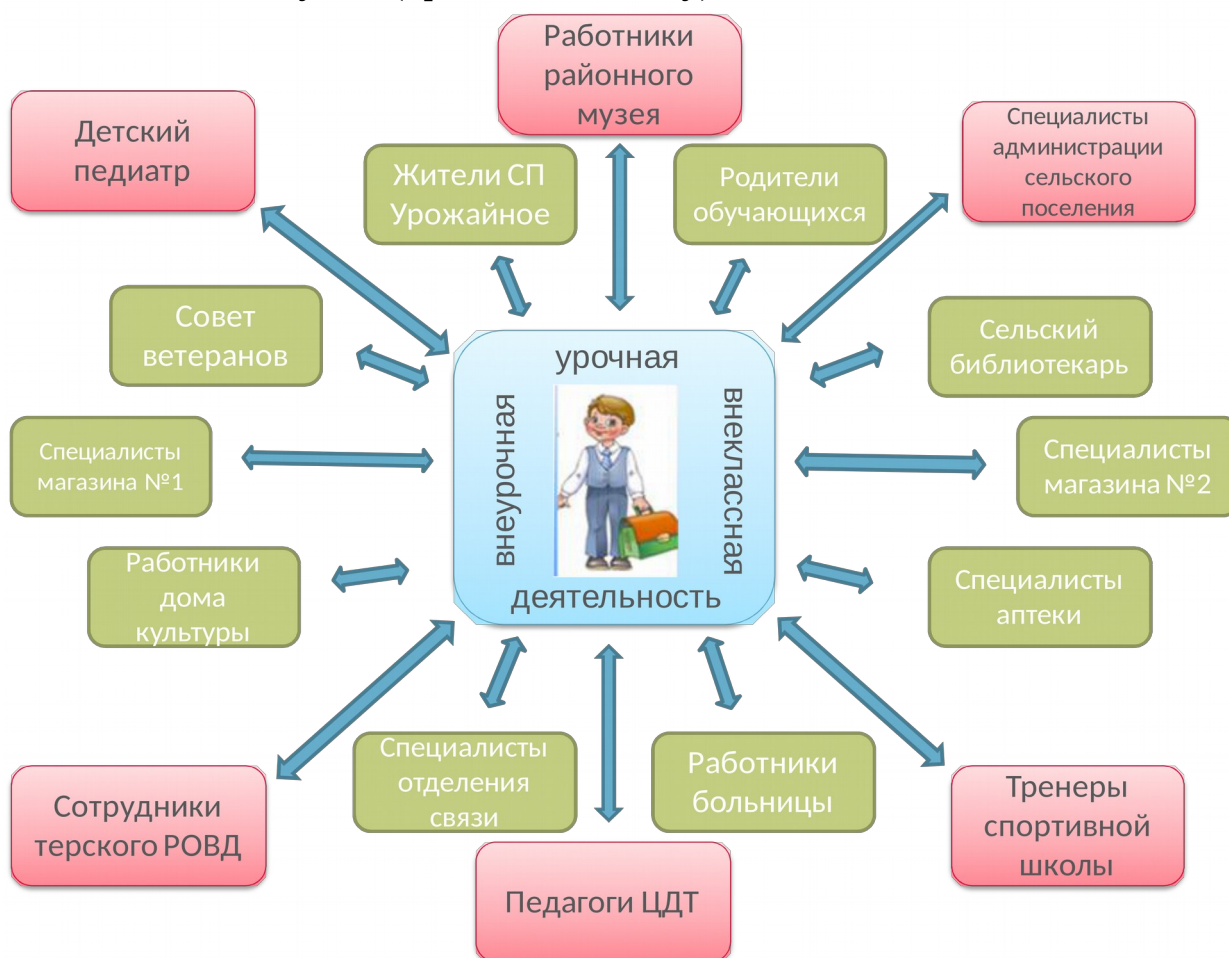 Работники
районного
музея
Детский
педиатр
Специалисты
администрации
сельского
поселения
Жители СП
Урожайное
Родители
обучающихся
Совет
ветеранов
Сельский
библиотекарь
урочная
внеурочная
внеклассная
деятельность
Специалисты
магазина №1
Специалисты
магазина №2
Работники
дома
культуры
Специалисты
аптеки
Специалисты
отделения
связи
Работники
больницы
Сотрудники
терского РОВД
Тренеры
спортивной
школы
Педагоги ЦДТ